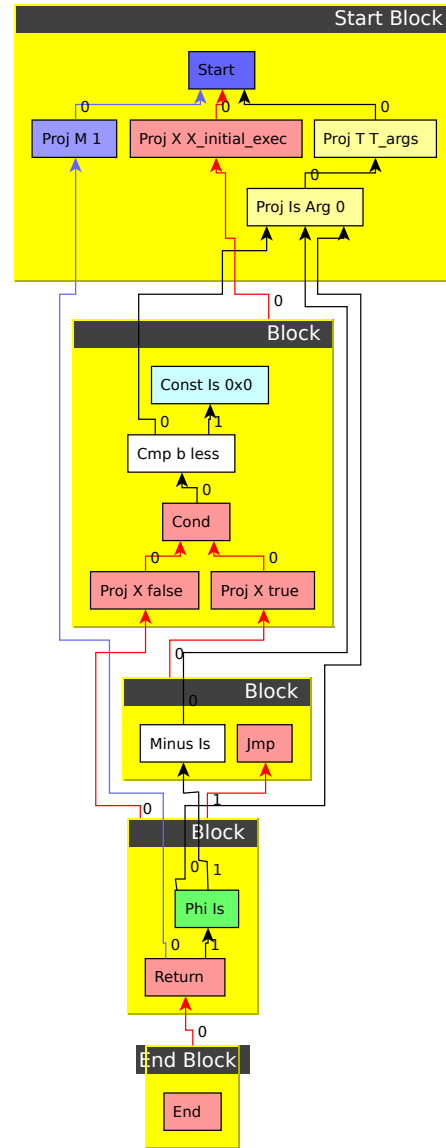 Start Block
Start
0 0 0
Proj M 1 Proj X X_initial_exec Proj T T_args
0
Proj Is Arg 0
0
Block
Const Is 0x0
0 1
Cmp b less
0
Cond
0 0
Proj X false Proj X true
0
Block
0
Minus Is Jmp
0 1
Block
0 1
Phi Is
0 1
Return
0
End Block
End